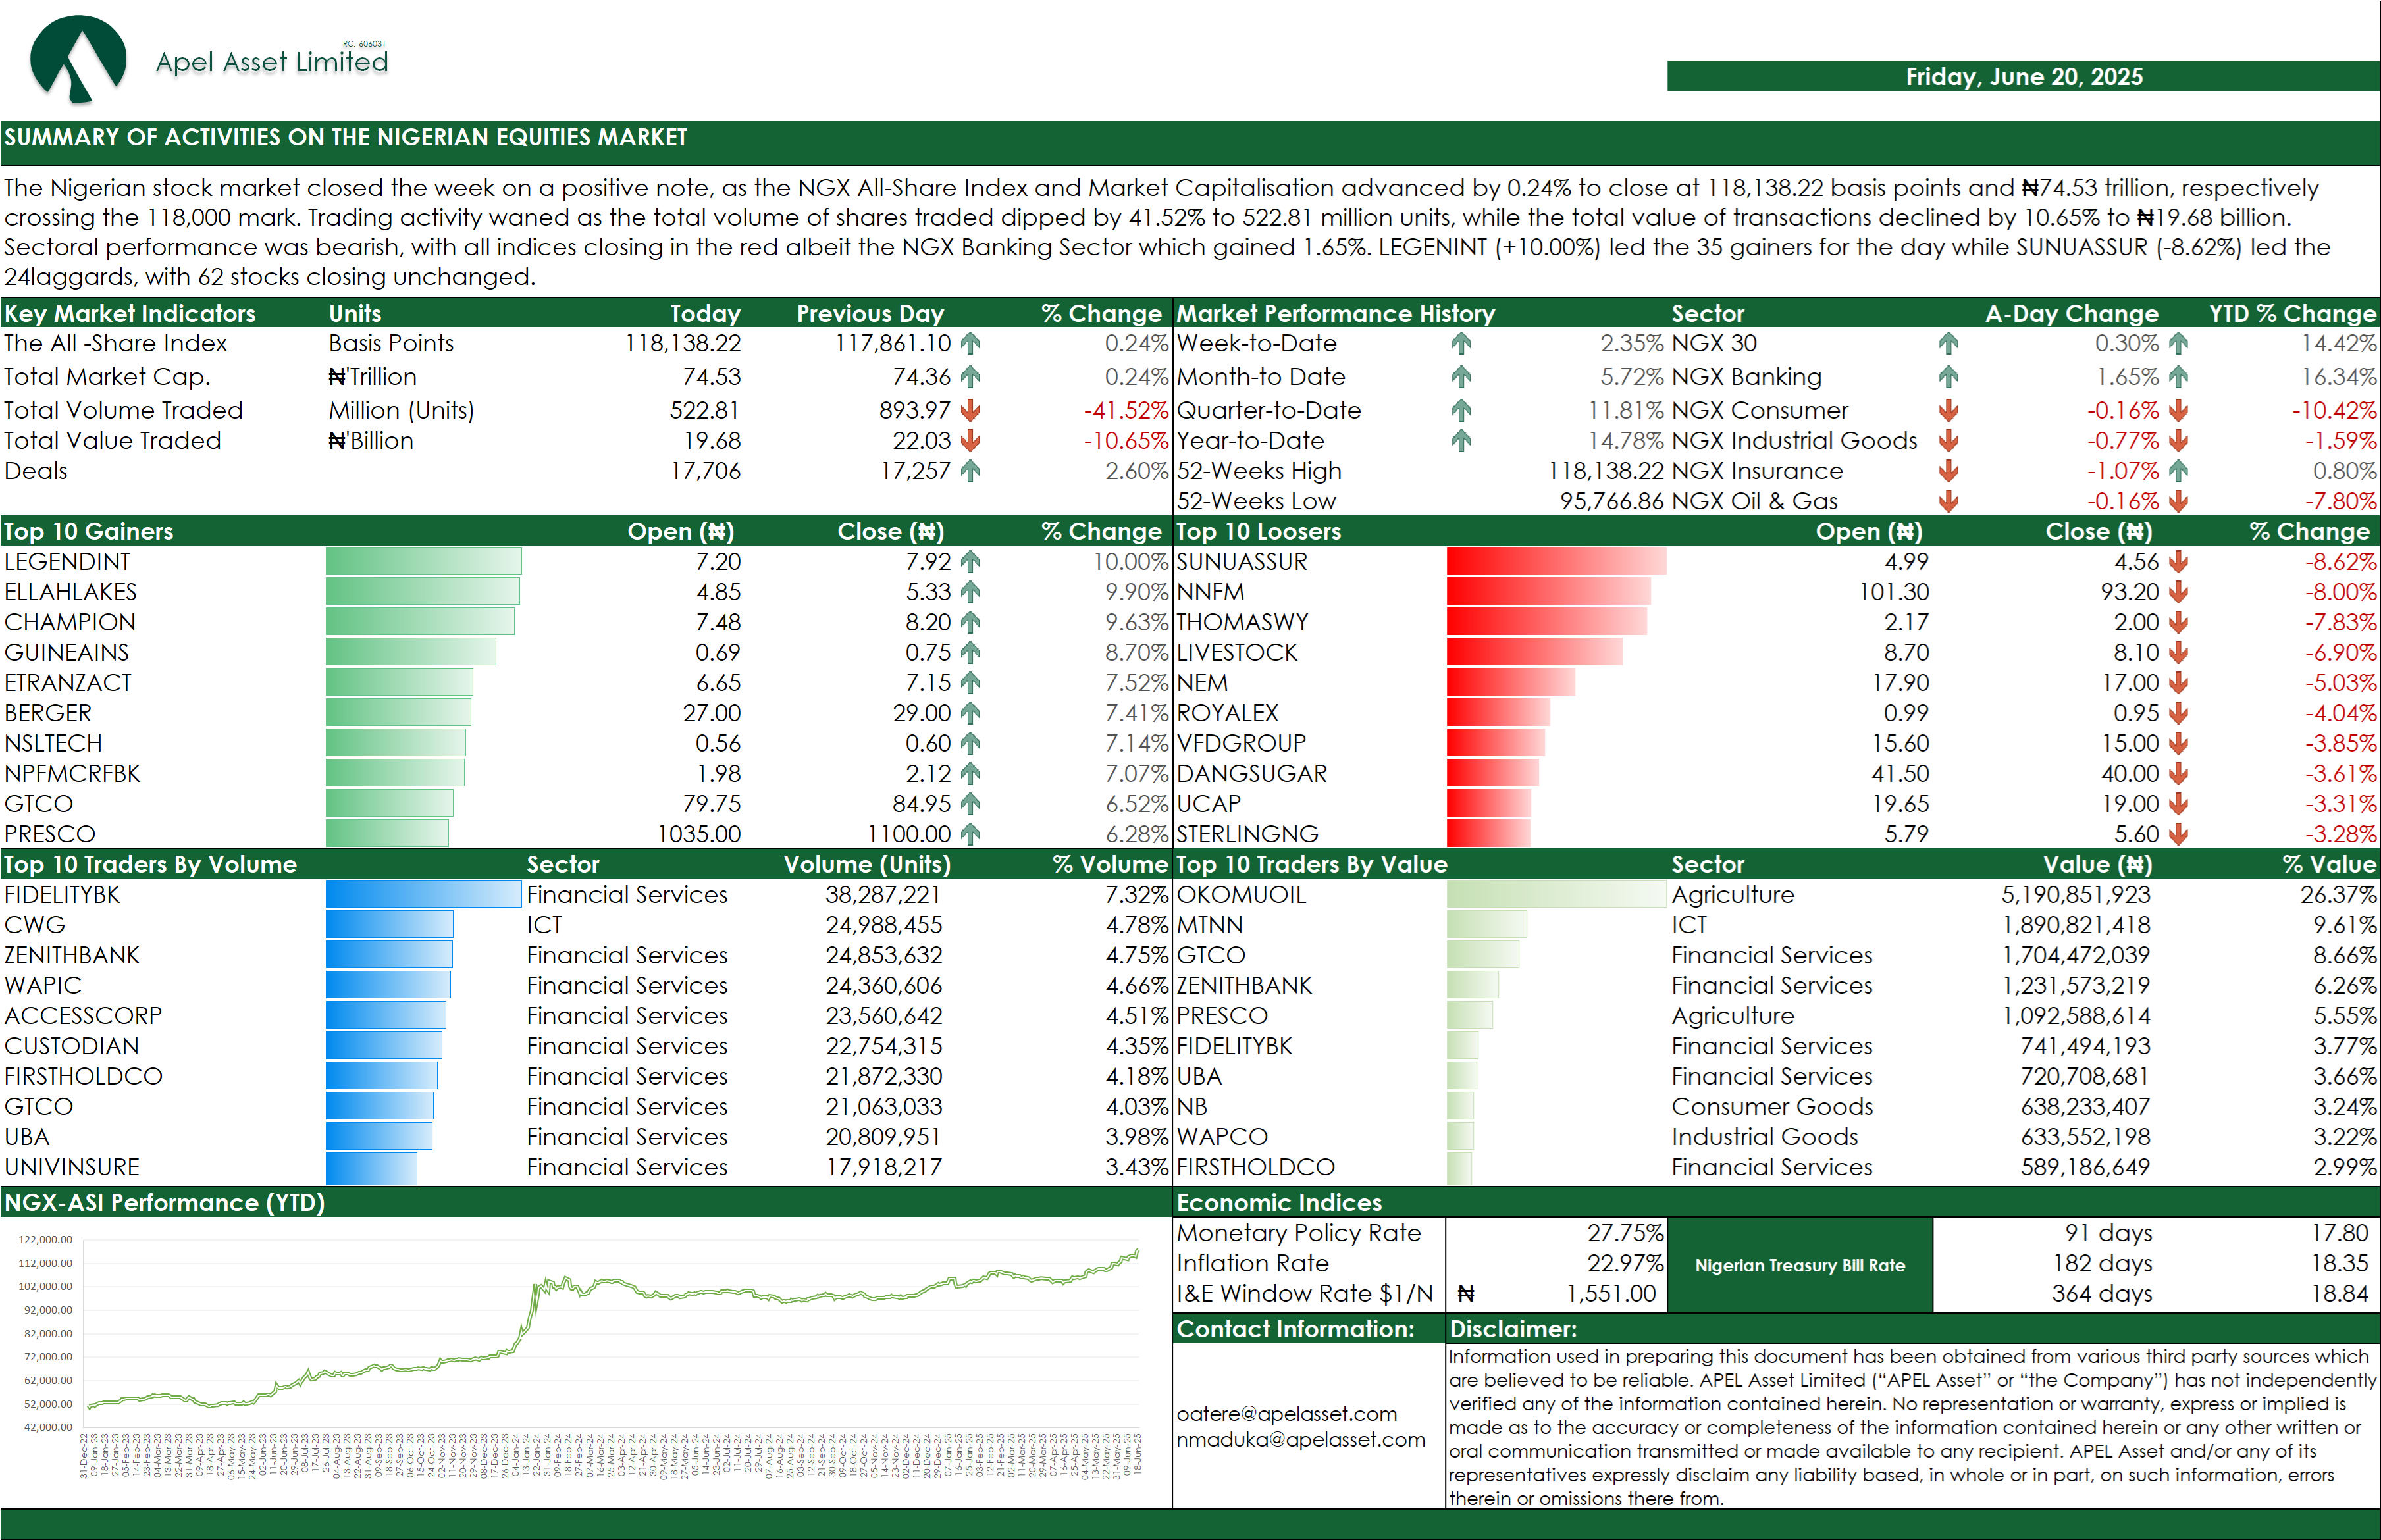 RC: 606031
Apel Asset Limited
Friday, June 20, 2025
SUMMARY OF ACTIVITIES ON THE NIGERIAN EQUITIES MARKET
The Nigerian stock market closed the week on a positive note, as the NGX All-Share Index and Market Capitalisation advanced by 0.24% to close at 118,138.22 basis points and ₦74.53 trillion, respectively
crossing the 118,000 mark. Trading activity waned as the total volume of shares traded dipped by 41.52% to 522.81 million units, while the total value of transactions declined by 10.65% to ₦19.68 billion.
Sectoral performance was bearish, with all indices closing in the red albeit the NGX Banking Sector which gained 1.65%. LEGENINT (+10.00%) led the 35 gainers for the day while SUNUASSUR (-8.62%) led the
24laggards, with 62 stocks closing unchanged.
Key Market Indicators Units Today Previous Day % Change
The All -Share Index Basis Points 118,138.22 117,861.10 0.24%
Total Market Cap. ₦'Trillion 74.53 74.36 0.24%
Total Volume Traded Million (Units) 522.81 893.97 -41.52%
Total Value Traded ₦'Billion 19.68 22.03 -10.65%
Deals 17,706 17,257 2.60%
Market Performance History Sector A-Day Change YTD % Change
Week-to-Date 2.35% NGX 30 0.30% 14.42%
Month-to Date 5.72% NGX Banking 1.65% 16.34%
Quarter-to-Date 11.81% NGX Consumer -0.16% -10.42%
Year-to-Date 14.78% NGX Industrial Goods -0.77% -1.59%
52-Weeks High 118,138.22 NGX Insurance -1.07% 0.80%
52-Weeks Low 95,766.86 NGX Oil & Gas -0.16% -7.80%
Top 10 Gainers Open (₦) Close (₦) % Change
LEGENDINT 7.20 7.92 10.00%
ELLAHLAKES 4.85 5.33 9.90%
CHAMPION 7.48 8.20 9.63%
GUINEAINS 0.69 0.75 8.70%
ETRANZACT 6.65 7.15 7.52%
BERGER 27.00 29.00 7.41%
NSLTECH 0.56 0.60 7.14%
NPFMCRFBK 1.98 2.12 7.07%
GTCO 79.75 84.95 6.52%
PRESCO 1035.00 1100.00 6.28%
Top 10 Loosers Open (₦) Close (₦) % Change
SUNUASSUR 4.99 4.56 -8.62%
NNFM 101.30 93.20 -8.00%
THOMASWY 2.17 2.00 -7.83%
LIVESTOCK 8.70 8.10 -6.90%
NEM 17.90 17.00 -5.03%
ROYALEX 0.99 0.95 -4.04%
VFDGROUP 15.60 15.00 -3.85%
DANGSUGAR 41.50 40.00 -3.61%
UCAP 19.65 19.00 -3.31%
STERLINGNG 5.79 5.60 -3.28%
Top 10 Traders By Volume Sector Volume (Units) % Volume
FIDELITYBK Financial Services 38,287,221 7.32%
CWG ICT 24,988,455 4.78%
ZENITHBANK Financial Services 24,853,632 4.75%
WAPIC Financial Services 24,360,606 4.66%
ACCESSCORP Financial Services 23,560,642 4.51%
CUSTODIAN Financial Services 22,754,315 4.35%
FIRSTHOLDCO Financial Services 21,872,330 4.18%
GTCO Financial Services 21,063,033 4.03%
UBA Financial Services 20,809,951 3.98%
UNIVINSURE Financial Services 17,918,217 3.43%
Top 10 Traders By Value Sector Value (₦) % Value
OKOMUOIL Agriculture 5,190,851,923 26.37%
MTNN ICT 1,890,821,418 9.61%
GTCO Financial Services 1,704,472,039 8.66%
ZENITHBANK Financial Services 1,231,573,219 6.26%
PRESCO Agriculture 1,092,588,614 5.55%
FIDELITYBK Financial Services 741,494,193 3.77%
UBA Financial Services 720,708,681 3.66%
NB Consumer Goods 638,233,407 3.24%
WAPCO Industrial Goods 633,552,198 3.22%
FIRSTHOLDCO Financial Services 589,186,649 2.99%
NGX-ASI Performance (YTD)
122,000.00
112,000.00
102,000.00
92,000.00
82,000.00
72,000.00
62,000.00
52,000.00
42,000.00
Economic Indices
Monetary Policy Rate 27.75%
Inflation Rate 22.97%
I&E Window Rate $1/N ₦ 1,551.00
Nigerian Treasury Bill Rate
91 days 17.80
182 days 18.35
364 days 18.84
Contact Information:
oatere@apelasset.com
nmaduka@apelasset.com
Disclaimer:
Information used in preparing this document has been obtained from various third party sources which
are believed to be reliable. APEL Asset Limited (“APEL Asset” or “the Company”) has not independently
verified any of the information contained herein. No representation or warranty, express or implied is
made as to the accuracy or completeness of the information contained herein or any other written or
oral communication transmitted or made available to any recipient. APEL Asset and/or any of its
representatives expressly disclaim any liability based, in whole or in part, on such information, errors
therein or omissions there from.